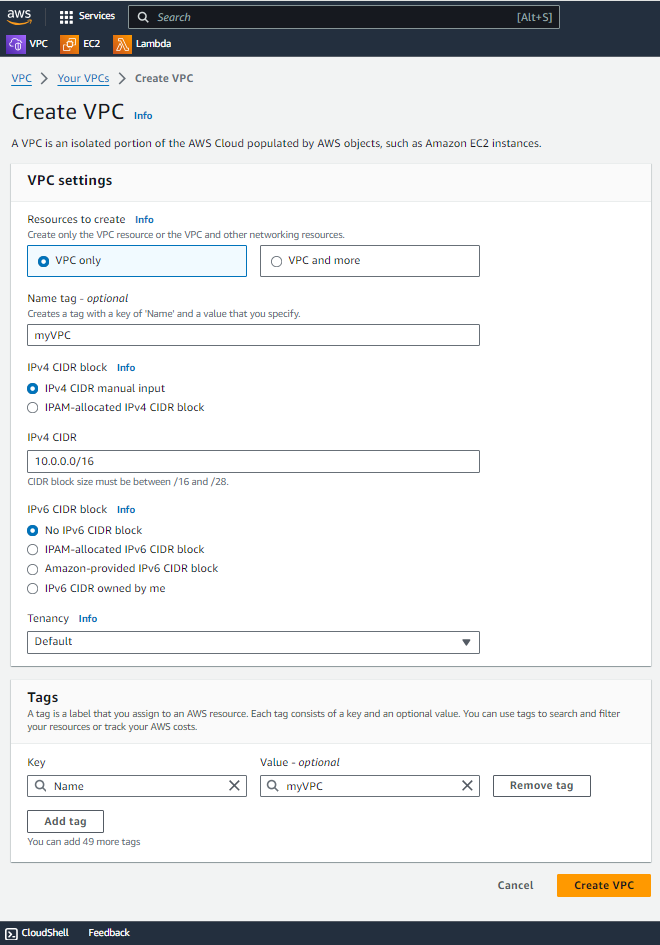 aws
Services
Search
[Alt+S]
VPC
EC2
Lambda
VPC > Your VPCs > Create VPC
Create VPC Info
A VPC is an isolated portion of the AWS Cloud populated by AWS objects, such as Amazon EC2 instances.
VPC settings
Resources to create Info
Create only the VPC resource or the VPC and other networking resources.
VPC only
VPC and more
Name tag - optional
Creates a tag with a key of 'Name' and a value that you specify.
myVPC
IPv4 CIDR block Info
IPv4 CIDR manual input
IPAM-allocated IPv4 CIDR block
IPv4 CIDR
10.0.0.0/16
CIDR block size must be between /16 and /28.
IPv6 CIDR block Info
No IPv6 CIDR block
IPAM-allocated IPv6 CIDR block
Amazon-provided IPv6 CIDR block
IPv6 CIDR owned by me
Tenancy Info
Default
Tags
A tag is a label that you assign to an AWS resource. Each tag consists of a key and an optional value. You can use tags to search and filter
your resources or track your AWS costs.
Key
Value - optional
Name
myVPC
Remove tag
Add tag
You can add 49 more tags
Cancel
Create VPC
CloudShell
Feedback